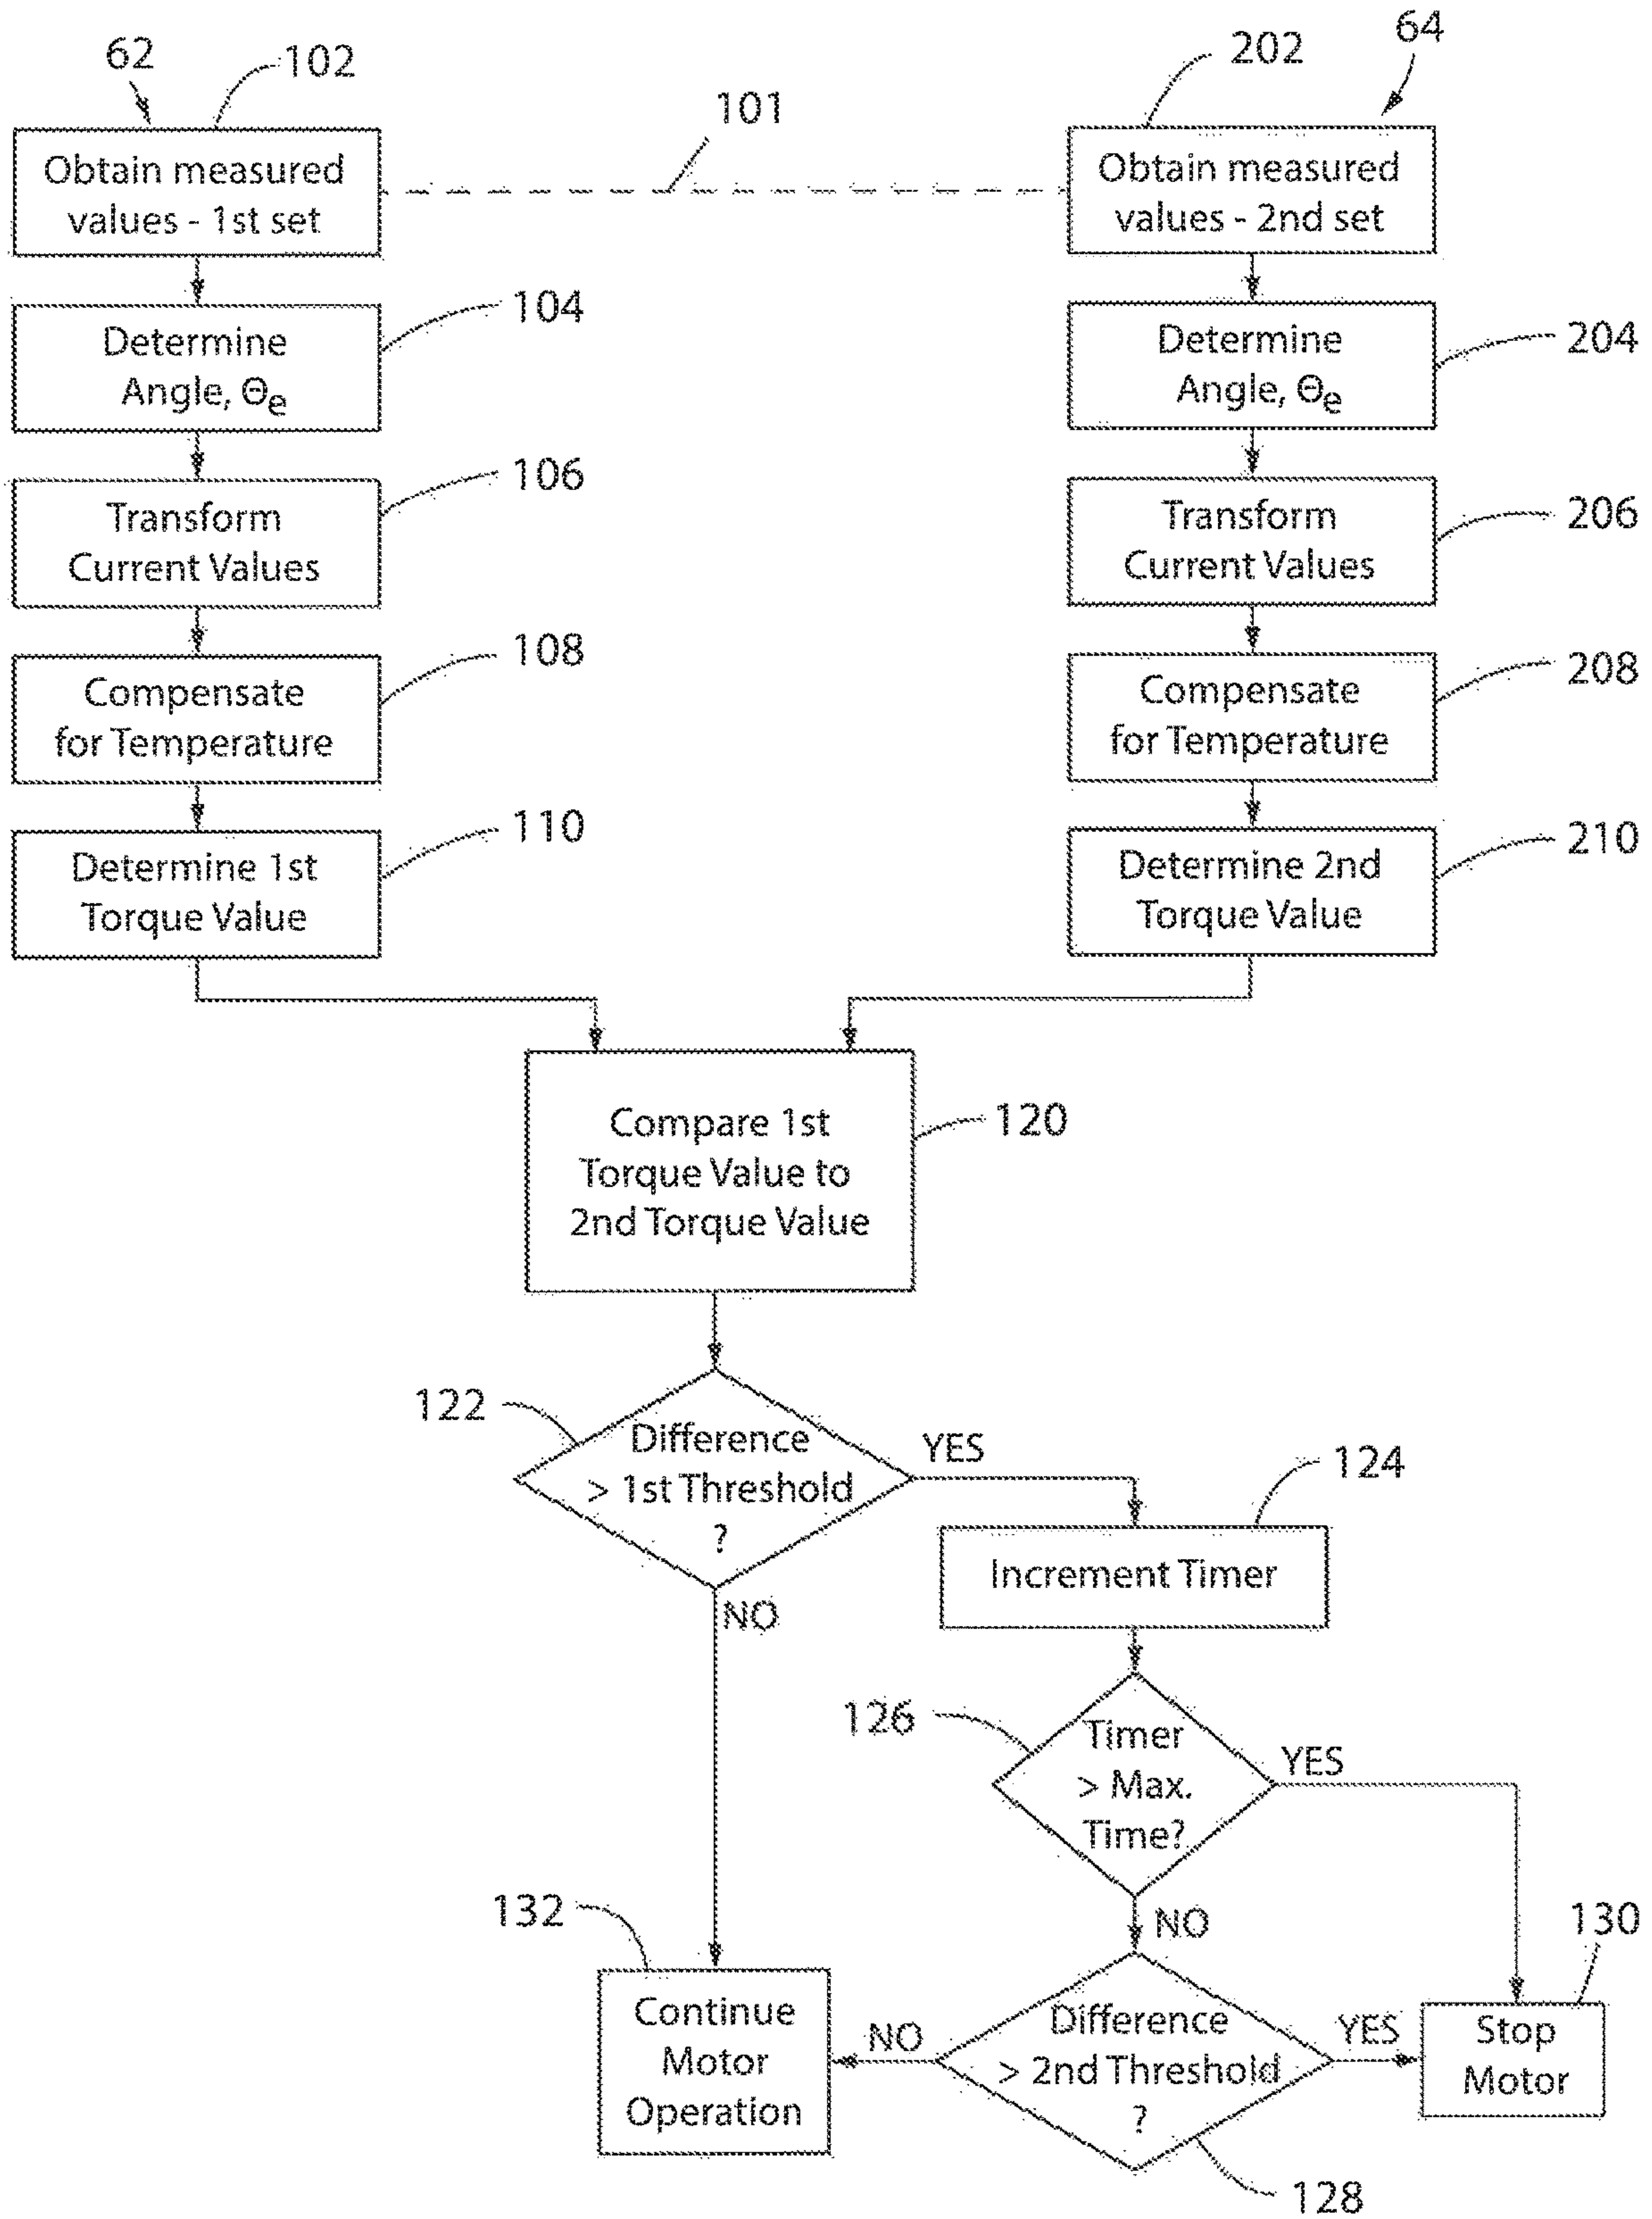 62
102
101
202
64
Obtain measured
values - 1st set
Obtain measured
values - 2nd set
104
Determine
Angle, Θe
204
Determine
Angle, Θe
106
Transform
Current Values
206
Transform
Current Values
108
Compensate
for Temperature
208
Compensate
for Temperature
110
Determine 1st
Torque Value
210
Determine 2nd
Torque Value
120
Compare 1st
Torque Value to
2nd Torque Value
122
Difference
> 1st Threshold
?
YES
NO
124
Increment Timer
126
Timer
> Max.
Time?
YES
NO
132
Continue
Motor
Operation
NO
Difference
> 2nd Threshold
?
YES
128
130
Stop
Motor